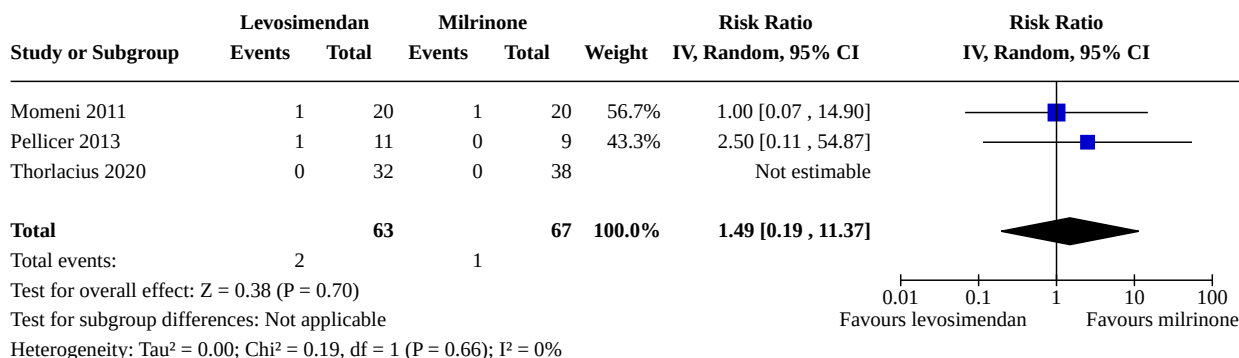 Levosimendan Milrinone Risk Ratio Risk Ratio
Study or Subgroup Events Total Events Total Weight IV, Random, 95% CI IV, Random, 95% CI
Momeni 2011 1 20 1 20 56.7% 1.00 [0.07 , 14.90]
Pellicer 2013 1 11 0 9 43.3% 2.50 [0.11 , 54.87]
Thorlacius 2020 0 32 0 38 Not estimable
Total 63 67 100.0% 1.49 [0.19 , 11.37]
Total events: 2 1
Test for overall effect: Z = 0.38 (P = 0.70) 0.01 0.1 1 10 100
Test for subgroup differences: Not applicable Favours levosimendan Favours milrinone
Heterogeneity: Tau² = 0.00; Chi² = 0.19, df = 1 (P = 0.66); I² = 0%